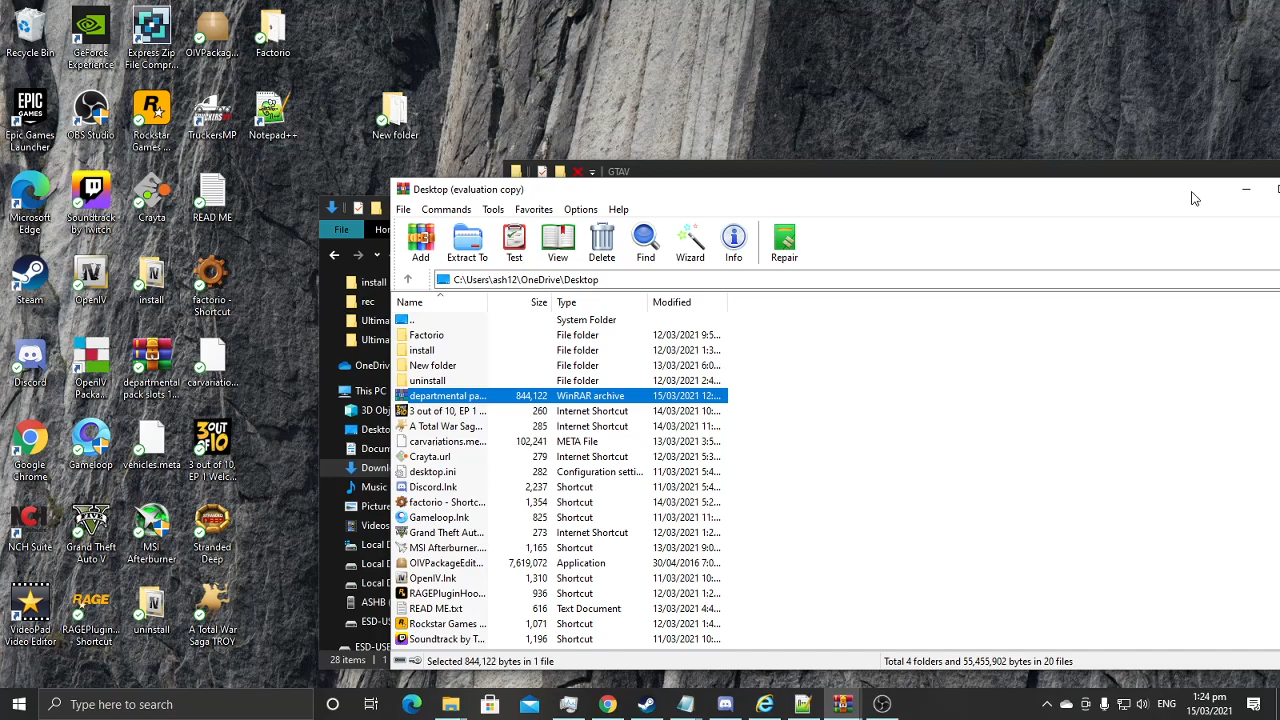 Recycle Bin
GeForce Experience
Express Zip File Compr...
OIVPackag...
Factorio
Epic Games Launcher
OBS Studio
Rockstar Games ...
TruckersMP
Notepad++
New folder
Microsoft Edge
Soundtrack by Twitch
Crayta
READ ME
Steam
OpenIV
install
factorio - Shortcut
Discord
OpenIV Packa...
departmental pack slots 1...
carvariatio...
Google Chrome
Gameloop
vehicles.meta
3 out of 10, EP 1 Welc...
NCH Suite
Grand Theft Auto V
MSI Afterburner
Stranded Deep
VideoPad Video Editor
RAGEPlugin... - Shortcut
uninstall
A Total War Saga TROY
GTAV
Desktop (evaluation copy)
File Commands Tools Favorites Options Help
Add Extract To Test View Delete Find Wizard Info Repair
C:\Users\ash12\OneDrive\Desktop
Name Size Type Modified
.. System Folder
Factorio File folder 12/03/2021 9:5...
install File folder 12/03/2021 1:3...
New folder File folder 13/03/2021 6:0...
uninstall File folder 12/03/2021 2:4...
departmental pa... 844,122 WinRAR archive 15/03/2021 12:...
3 out of 10, EP 1 ... 260 Internet Shortcut 14/03/2021 10:...
A Total War Sag... 285 Internet Shortcut 14/03/2021 11:...
carvariations.me... 102,241 META File 13/03/2021 3:5...
Crayta.url 279 Internet Shortcut 12/03/2021 5:3...
desktop.ini 282 Configuration setti... 11/03/2021 5:4...
Discord.lnk 2,237 Shortcut 11/03/2021 5:4...
factorio - Shortc... 1,354 Shortcut 14/03/2021 5:2...
Gameloop.lnk 825 Shortcut 11/03/2021 11:...
Grand Theft Aut... 273 Internet Shortcut 12/03/2021 1:2...
MSI Afterburner.... 1,165 Shortcut 13/03/2021 9:0...
OIVPackageEdit... 7,619,072 Application 30/04/2016 7:0...
OpenIV.lnk 1,310 Shortcut 11/03/2021 10:...
RAGEPluginHoo... 936 Shortcut 12/03/2021 1:2...
READ ME.txt 616 Text Document 13/03/2021 4:4...
Rockstar Games ... 1,071 Shortcut 12/03/2021 1:4...
Soundtrack by T... 1,196 Shortcut 11/03/2021 10:...
Selected 844,122 bytes in 1 file
Total 4 folders and 55,455,902 bytes in 20 files
File Hor
install
rec
Ultima
Ultima
OneDriv
This PC
3D Obj
Deskto
Docum
Downl
Music
Picture
Videos
Local D
Local D
Local D
ASHB (
ESD-US
ESD-USE
28 items 1
Type here to search
ENG
1:24 pm
15/03/2021